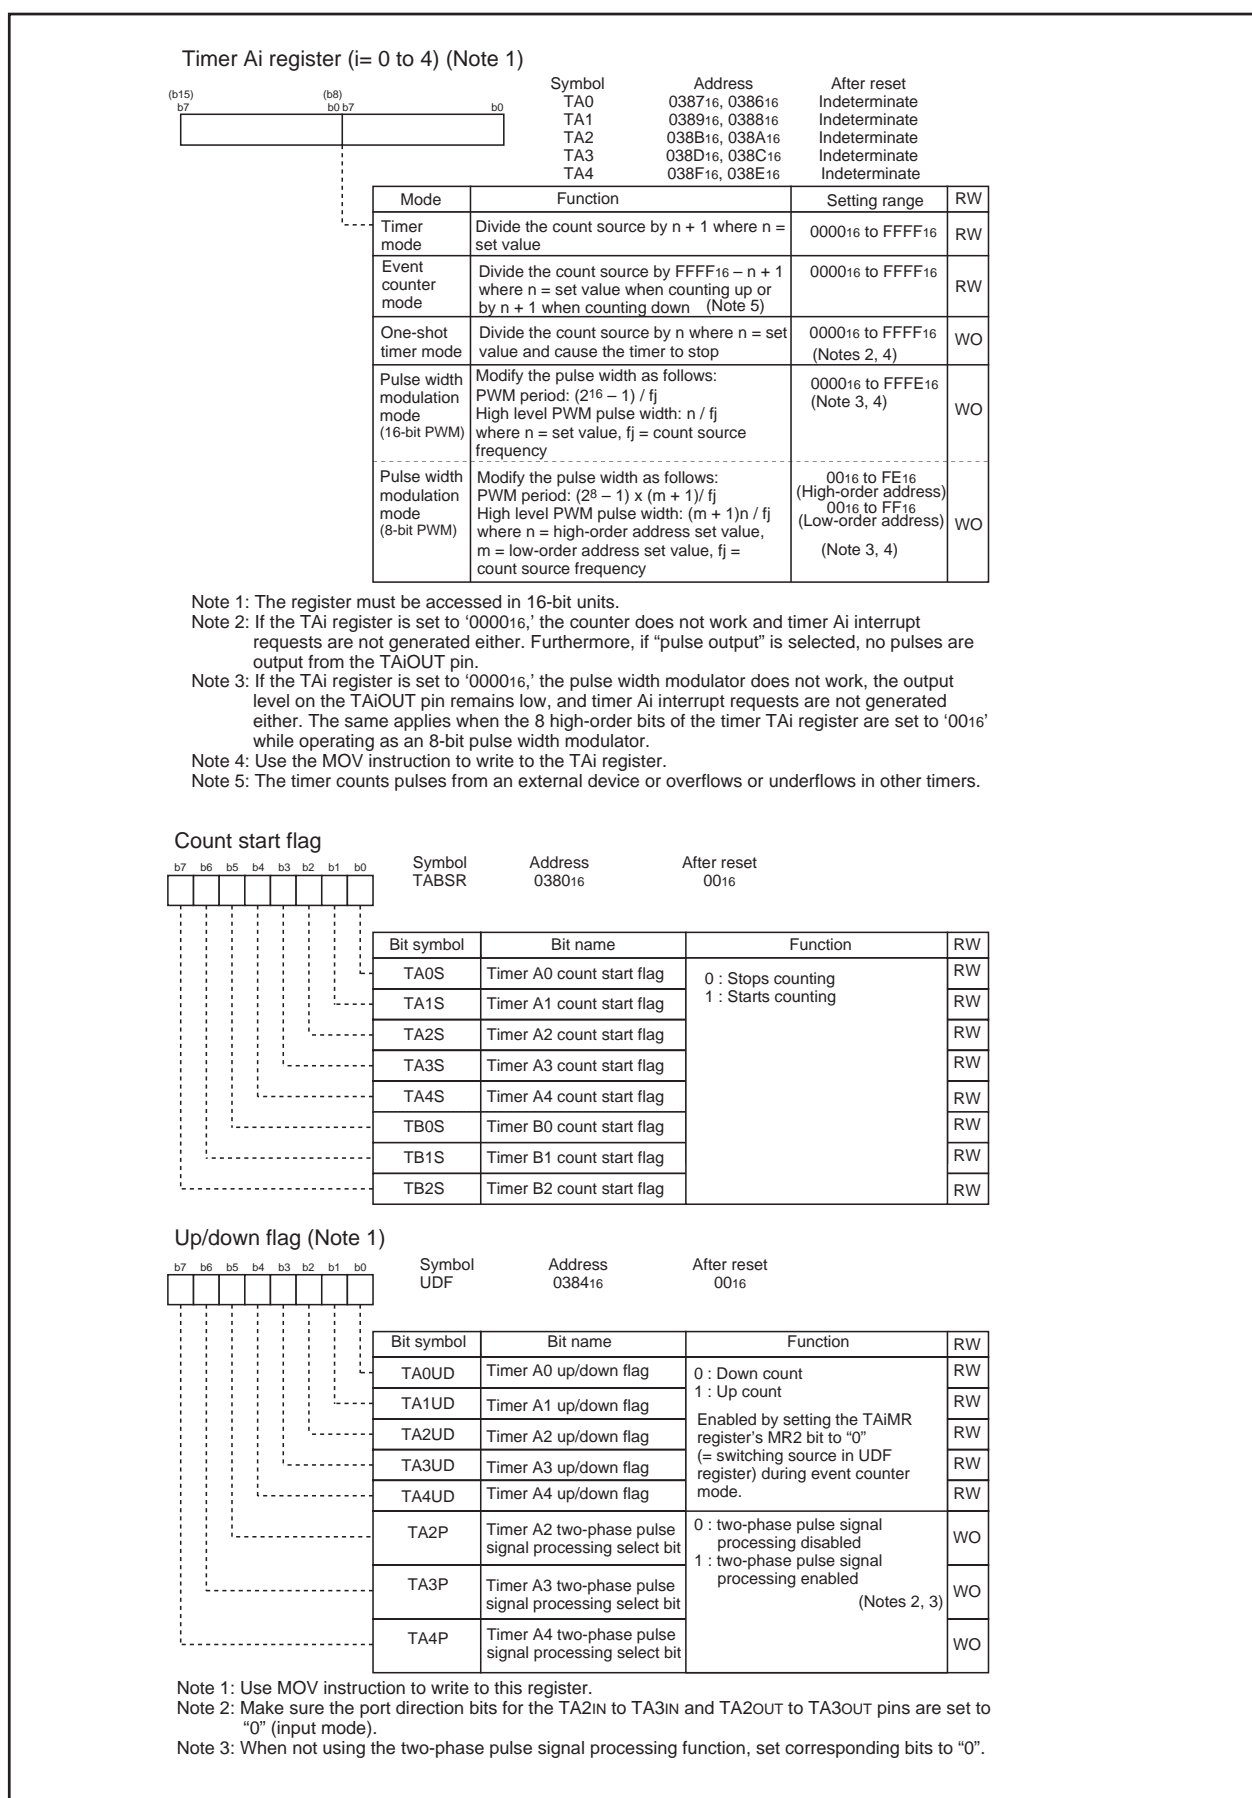 Timer Ai register (i= 0 to 4) (Note 1)
Symbol Address After reset
TA0 038716, 038616 Indeterminate
TA1 038916, 038816 Indeterminate
TA2 038B16, 038A16 Indeterminate
TA3 038D16, 038C16 Indeterminate
TA4 038F16, 038E16 Indeterminate
(b15) (b8)
b7 b0 b7 b0
Mode Function Setting range RW
Timer mode Divide the count source by n + 1 where n = set value 000016 to FFFF16 RW
Event counter mode Divide the count source by FFFF16 – n + 1 where n = set value when counting up or by n + 1 when counting down (Note 5) 000016 to FFFF16 RW
One-shot timer mode Divide the count source by n where n = set value and cause the timer to stop 000016 to FFFF16 (Notes 2, 4) WO
Pulse width modulation mode (16-bit PWM) Modify the pulse width as follows: PWM period: (216 – 1) / fj High level PWM pulse width: n / fj where n = set value, fj = count source frequency 000016 to FFFE16 (Note 3, 4) WO
Pulse width modulation mode (8-bit PWM) Modify the pulse width as follows: PWM period: (28 – 1) x (m + 1)/ fj High level PWM pulse width: (m + 1)n / fj where n = high-order address set value, m = low-order address set value, fj = count source frequency 0016 to FE16 (High-order address) 0016 to FF16 (Low-order address) (Note 3, 4) WO
Note 1: The register must be accessed in 16-bit units.
Note 2: If the TAi register is set to ‘000016,’ the counter does not work and timer Ai interrupt
requests are not generated either. Furthermore, if “pulse output” is selected, no pulses are
output from the TAiOUT pin.
Note 3: If the TAi register is set to ‘000016,’ the pulse width modulator does not work, the output
level on the TAiOUT pin remains low, and timer Ai interrupt requests are not generated
either. The same applies when the 8 high-order bits of the timer TAi register are set to ‘0016’
while operating as an 8-bit pulse width modulator.
Note 4: Use the MOV instruction to write to the TAi register.
Note 5: The timer counts pulses from an external device or overflows or underflows in other timers.
Count start flag
b7 b6 b5 b4 b3 b2 b1 b0
Symbol Address After reset
TABSR 038016 0016
Bit symbol Bit name Function RW
TA0S Timer A0 count start flag 0 : Stops counting RW
1 : Starts counting
TA1S Timer A1 count start flag RW
TA2S Timer A2 count start flag RW
TA3S Timer A3 count start flag RW
TA4S Timer A4 count start flag RW
TB0S Timer B0 count start flag RW
TB1S Timer B1 count start flag RW
TB2S Timer B2 count start flag RW
Up/down flag (Note 1)
b7 b6 b5 b4 b3 b2 b1 b0
Symbol Address After reset
UDF 038416 0016
Bit symbol Bit name Function RW
TA0UD Timer A0 up/down flag RW
TA1UD Timer A1 up/down flag RW
TA2UD Timer A2 up/down flag RW
TA3UD Timer A3 up/down flag RW
TA4UD Timer A4 up/down flag RW
0 : Down count
1 : Up count
Enabled by setting the TAiMR
register’s MR2 bit to “0”
(= switching source in UDF
register) during event counter
mode.
TA2P Timer A2 two-phase pulse signal processing select bit WO
TA3P Timer A3 two-phase pulse signal processing select bit WO
TA4P Timer A4 two-phase pulse signal processing select bit WO
0 : two-phase pulse signal
processing disabled
1 : two-phase pulse signal
processing enabled
(Notes 2, 3)
Note 1: Use MOV instruction to write to this register.
Note 2: Make sure the port direction bits for the TA2IN to TA3IN and TA2OUT to TA3OUT pins are set to
“0” (input mode).
Note 3: When not using the two-phase pulse signal processing function, set corresponding bits to “0”.